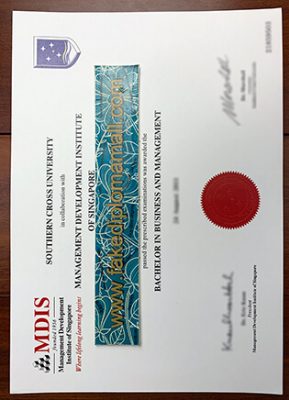 SOUTHERN CROSS UNIVERSITY
in collaboration with
MANAGEMENT DEVELOPMENT INSTITUTE
OF SINGAPORE
www.fakediplomamall.com
passed the prescribed examinations was awarded the
BACHELOR IN BUSINESS AND MANAGEMENT
MDIS
founded 1956
Management Development
Institute of Singapore
Where lifelong learning begins
President
Management Development Institute of Singapore